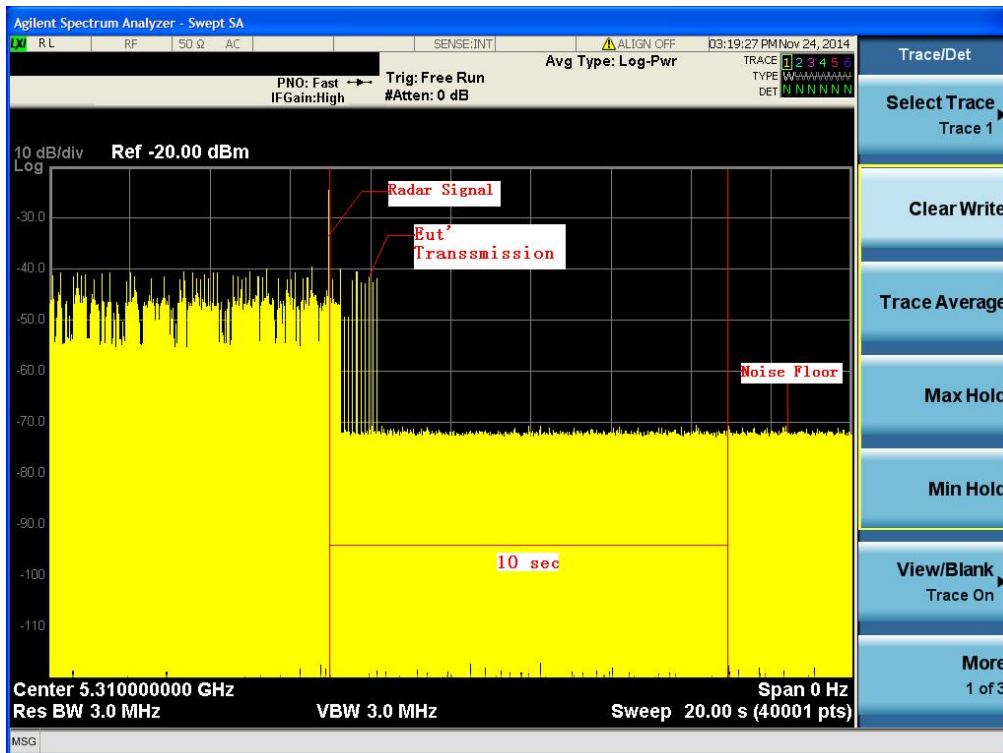 Agilent Spectrum Analyzer - Swept SA
LXI RL RF 50 Ω AC SENSE:INT ALIGN OFF 03:19:27 PM Nov 24, 2014
Avg Type: Log-Pwr TRACE 1 2 3 4 5 6
PNO: Fast Trig: Free Run TYPE WWWWWW
IFGain:High #Atten: 0 dB DET N N N N N N
10 dB/div Ref -20.00 dBm
Log
Radar Signal
-30.0
Eut'
Transsmission
-40.0
-50.0
-60.0
Noise Floor
-70.0
-80.0
-90.0
10 sec
-100
-110
Center 5.310000000 GHz Span 0 Hz
Res BW 3.0 MHz VBW 3.0 MHz Sweep 20.00 s (40001 pts)
MSG
Trace/Det
Select Trace
Trace 1
Clear Write
Trace Average
Max Hold
Min Hold
View/Blank
Trace On
More
1 of 3